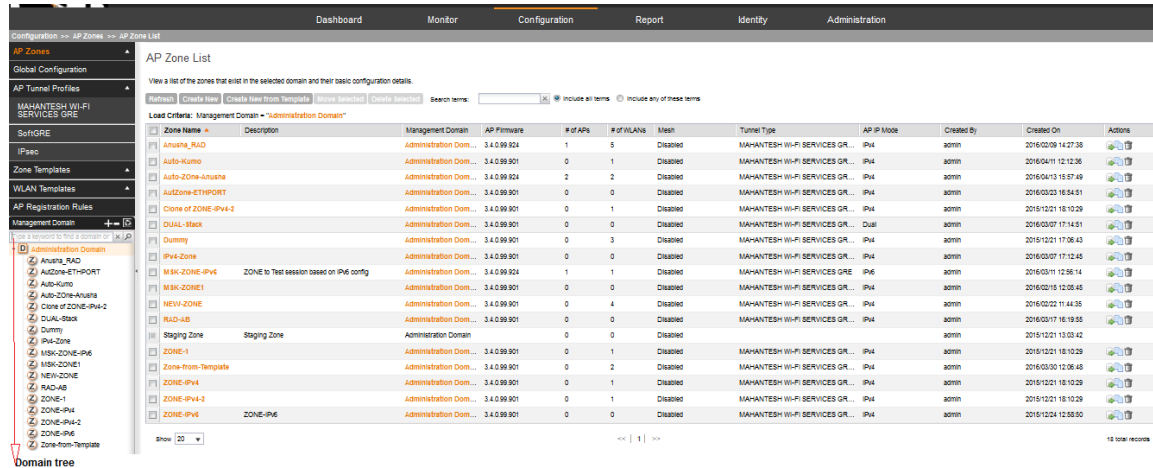 Dashboard Monitor Configuration Report Identity Administration
Configuration >> AP Zones >> AP Zone List
AP Zones
Global Configuration
AP Tunnel Profiles
MAHANTESH WI-FI
SERVICES GRE
SoftGRE
IPsec
Zone Templates
WLAN Templates
AP Registration Rules
Management Domain
Type a keyword to find a domain or
D Administration Domain
Z Anusha_RAD
Z AutZone-ETHPORT
Z Auto-Kumo
Z Auto-ZOne-Anusha
Z Clone of ZONE-IPv4-2
Z DUAL-Stack
Z Dummy
Z IPv4-Zone
Z MSK-ZONE-IPv6
Z MSK-ZONE1
Z NEW-ZONE
Z RAD-AB
Z ZONE-1
Z ZONE-IPv4
Z ZONE-IPv4-2
Z ZONE-IPv6
Z Zone-from-Template
Domain tree
AP Zone List
View a list of the zones that exist in the selected domain and their basic configuration details.
Refresh Create New Create New from Template Move Selected Delete Selected Search terms: x Include all terms Include any of these terms
Load Criteria: Management Domain = "Administration Domain"
Zone Name Description Management Domain AP Firmware # of APs # of WLANs Mesh Tunnel Type AP IP Mode Created By Created On Actions
Anusha_RAD Administration Dom... 3.4.0.99.924 1 5 Disabled MAHANTESH WI-FI SERVICES GR... IPv4 admin 2016/02/09 14:27:38
Auto-Kumo Administration Dom... 3.4.0.99.901 0 1 Disabled MAHANTESH WI-FI SERVICES GR... IPv4 admin 2016/04/11 12:12:36
Auto-ZOne-Anusha Administration Dom... 3.4.0.99.924 2 2 Disabled MAHANTESH WI-FI SERVICES GR... IPv4 admin 2016/04/13 15:57:49
AutZone-ETHPORT Administration Dom... 3.4.0.99.901 0 0 Disabled MAHANTESH WI-FI SERVICES GR... IPv4 admin 2016/03/23 16:54:51
Clone of ZONE-IPv4-2 Administration Dom... 3.4.0.99.901 0 1 Disabled MAHANTESH WI-FI SERVICES GR... IPv4 admin 2015/12/21 18:10:29
DUAL-Stack Administration Dom... 3.4.0.99.901 0 0 Disabled MAHANTESH WI-FI SERVICES GR... Dual admin 2016/03/07 17:14:51
Dummy Administration Dom... 3.4.0.99.901 0 3 Disabled MAHANTESH WI-FI SERVICES GR... IPv4 admin 2015/12/21 17:06:43
IPv4-Zone Administration Dom... 3.4.0.99.901 0 0 Disabled MAHANTESH WI-FI SERVICES GR... IPv4 admin 2016/03/07 17:12:45
MSK-ZONE-IPv6 ZONE to Test session based on IPv6 config Administration Dom... 3.4.0.99.924 1 1 Disabled MAHANTESH WI-FI SERVICES GRE IPv6 admin 2016/03/11 12:56:14
MSK-ZONE1 Administration Dom... 3.4.0.99.901 0 0 Disabled MAHANTESH WI-FI SERVICES GR... IPv4 admin 2016/02/15 12:05:45
NEW-ZONE Administration Dom... 3.4.0.99.901 0 4 Disabled MAHANTESH WI-FI SERVICES GR... IPv4 admin 2016/02/22 11:44:35
RAD-AB Administration Dom... 3.4.0.99.901 0 0 Disabled MAHANTESH WI-FI SERVICES GR... IPv4 admin 2016/03/17 16:19:55
Staging Zone Staging Zone Administration Domain 0 0 Disabled admin 2015/12/21 13:03:42
ZONE-1 Administration Dom... 3.4.0.99.901 0 1 Disabled MAHANTESH WI-FI SERVICES GR... IPv4 admin 2015/12/21 18:10:29
Zone-from-Template Administration Dom... 3.4.0.99.901 0 2 Disabled MAHANTESH WI-FI SERVICES GR... IPv4 admin 2016/03/30 12:06:48
ZONE-IPv4 Administration Dom... 3.4.0.99.901 0 1 Disabled MAHANTESH WI-FI SERVICES GR... IPv4 admin 2015/12/21 18:10:29
ZONE-IPv4-2 Administration Dom... 3.4.0.99.901 0 1 Disabled MAHANTESH WI-FI SERVICES GR... IPv4 admin 2015/12/21 18:10:29
ZONE-IPv6 ZONE-IPv6 Administration Dom... 3.4.0.99.901 0 0 Disabled MAHANTESH WI-FI SERVICES GR... IPv4 admin 2015/12/24 12:58:50
Show 20 << | 1 | >> 18 total records